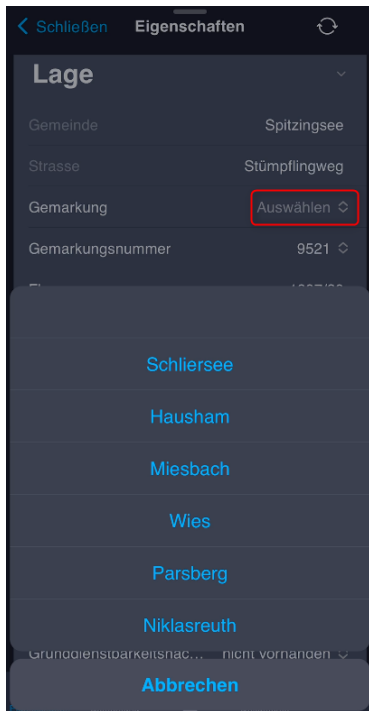 Schließen Eigenschaften
Lage
Gemeinde Spitzingsee
Strasse Stümpflingweg
Gemarkung Auswählen
Gemarkungsnummer 9521
Schliersee
Hausham
Miesbach
Wies
Parsberg
Niklasreuth
nicht vorhanden
Abbrechen